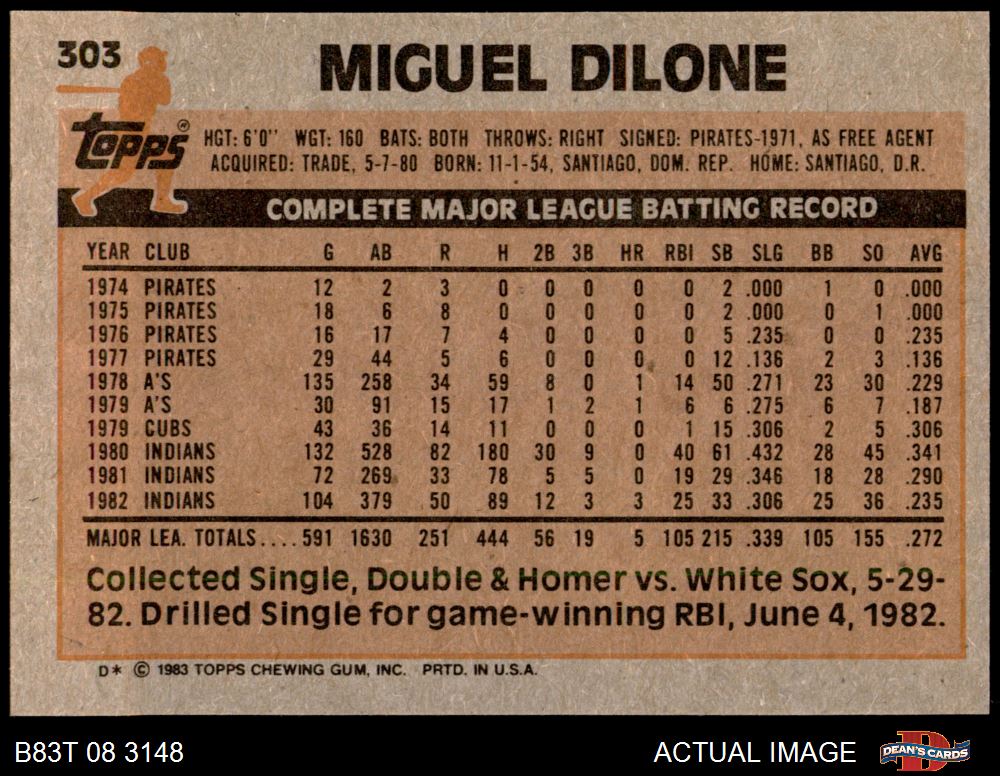 303
MIGUEL DILONE
Topps®
HGT: 6'0" WGT: 160 BATS: BOTH THROWS: RIGHT SIGNED: PIRATES-1971, AS FREE AGENT
ACQUIRED: TRADE, 5-7-80 BORN: 11-1-54, SANTIAGO, DOM. REP. HOME: SANTIAGO, D.R.
COMPLETE MAJOR LEAGUE BATTING RECORD
YEAR CLUB G AB R H 2B 3B HR RBI SB SLG BB SO AVG
1974 PIRATES 12 2 3 0 0 0 0 0 2 .000 1 0 .000
1975 PIRATES 18 6 8 0 0 0 0 0 2 .000 0 1 .000
1976 PIRATES 16 17 7 4 0 0 0 0 5 .235 0 0 .235
1977 PIRATES 29 44 5 6 0 0 0 0 12 .136 2 3 .136
1978 A'S 135 258 34 59 8 0 1 14 50 .271 23 30 .229
1979 A'S 30 91 15 17 1 2 1 6 6 .275 6 7 .187
1979 CUBS 43 36 14 11 0 0 0 1 15 .306 2 5 .306
1980 INDIANS 132 528 82 180 30 9 0 40 61 .432 28 45 .341
1981 INDIANS 72 269 33 78 5 5 0 19 29 .346 18 28 .290
1982 INDIANS 104 379 50 89 12 3 3 25 33 .306 25 36 .235
MAJOR LEA. TOTALS.... 591 1630 251 444 56 19 5 105 215 .339 105 155 .272
Collected Single, Double & Homer vs. White Sox, 5-29-
82. Drilled Single for game-winning RBI, June 4, 1982.
D* © 1983 TOPPS CHEWING GUM, INC. PRTD. IN U.S.A.
B83T 08 3148 ACTUAL IMAGE D DEAN'S CARDS